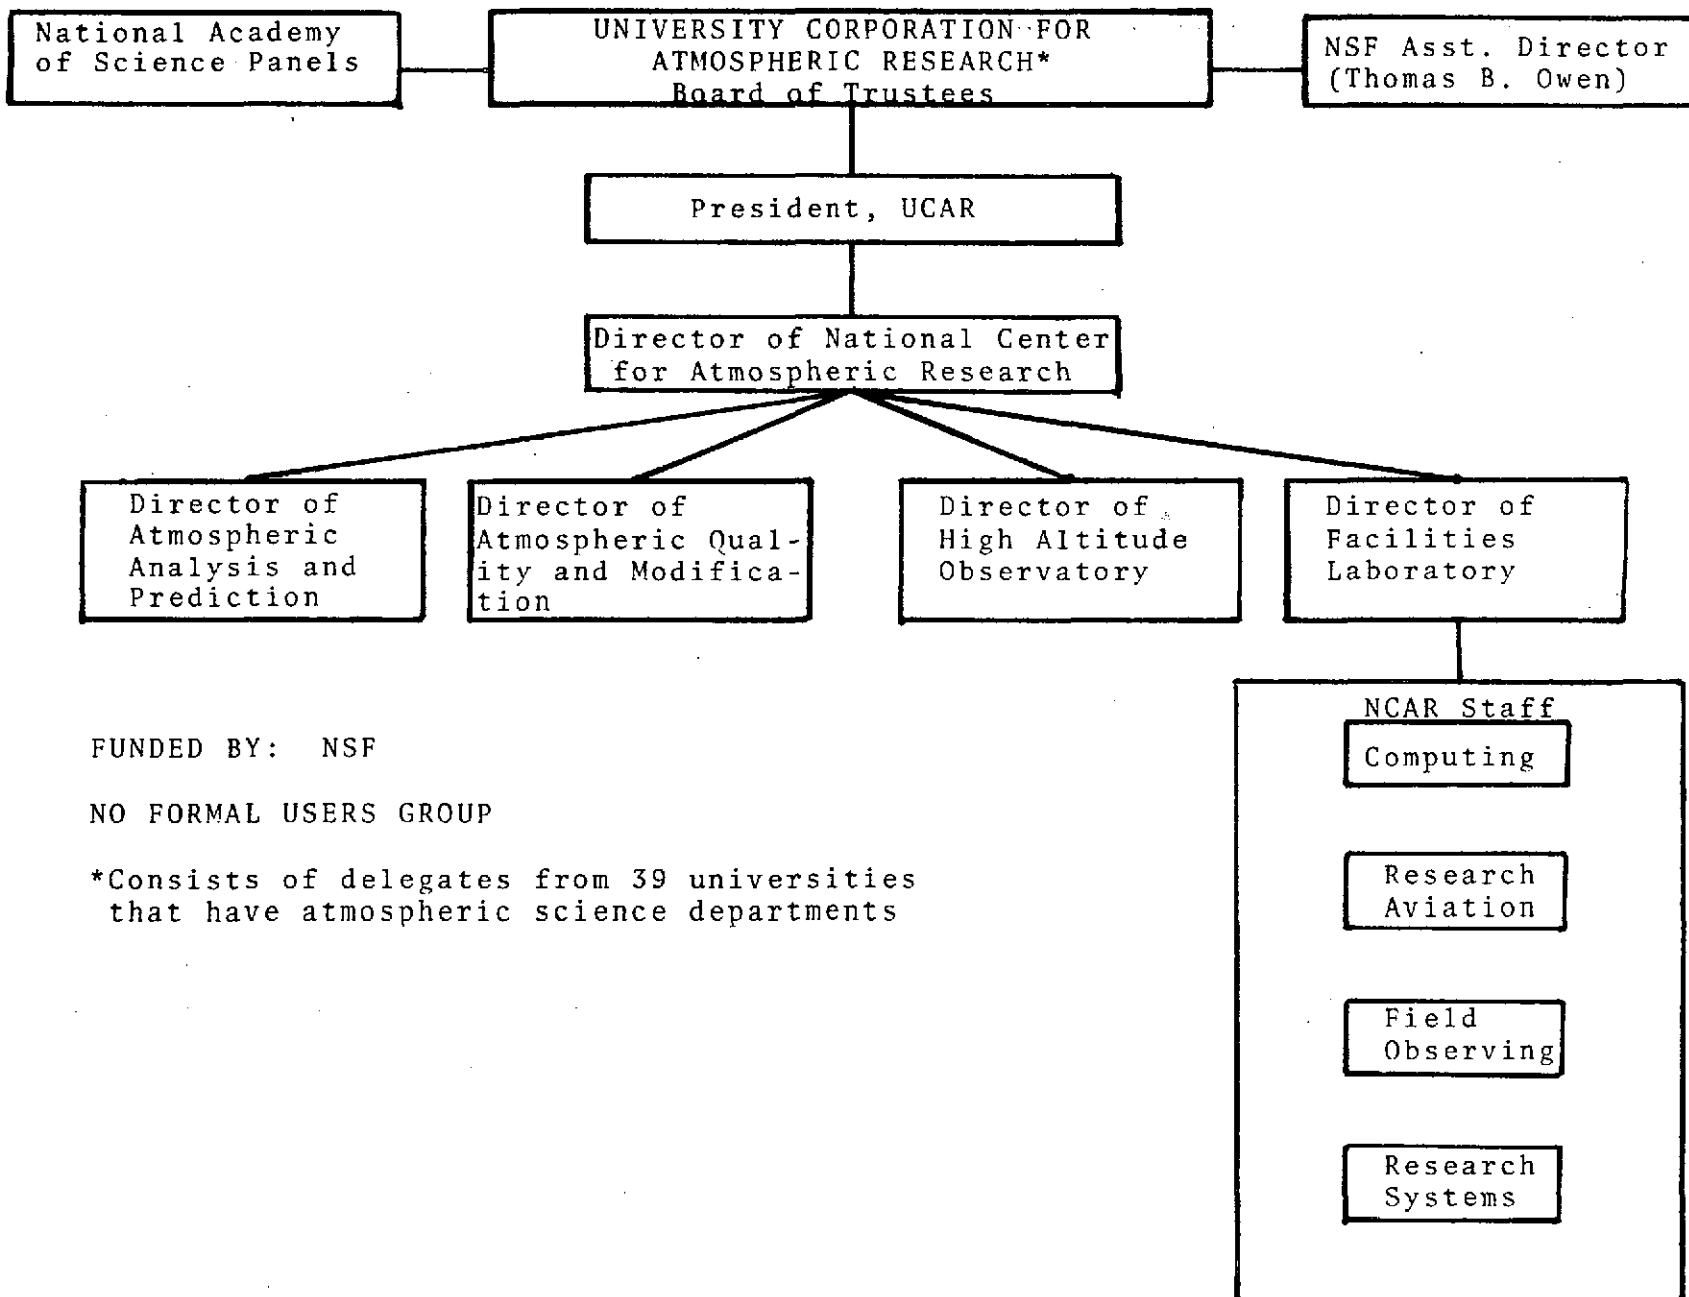 National Academy
of Science Panels
UNIVERSITY CORPORATION FOR
ATMOSPHERIC RESEARCH*
Board of Trustees
NSF Asst. Director
(Thomas B. Owen)
President, UCAR
Director of National Center
for Atmospheric Research
Director of
Atmospheric
Analysis and
Prediction
Director of
Atmospheric Qual-
ity and Modifica-
tion
Director of
High Altitude
Observatory
Director of
Facilities
Laboratory
NCAR Staff
Computing
Research
Aviation
Field
Observing
Research
Systems
FUNDED BY: NSF
NO FORMAL USERS GROUP
*Consists of delegates from 39 universities
that have atmospheric science departments